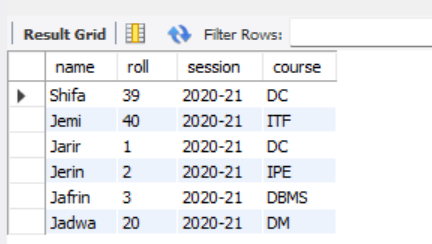 Result Grid Filter Rows:
name roll session course
Shifa 39 2020-21 DC
Jemi 40 2020-21 ITF
Jarir 1 2020-21 DC
Jerin 2 2020-21 IPE
Jafrin 3 2020-21 DBMS
Jadwa 20 2020-21 DM